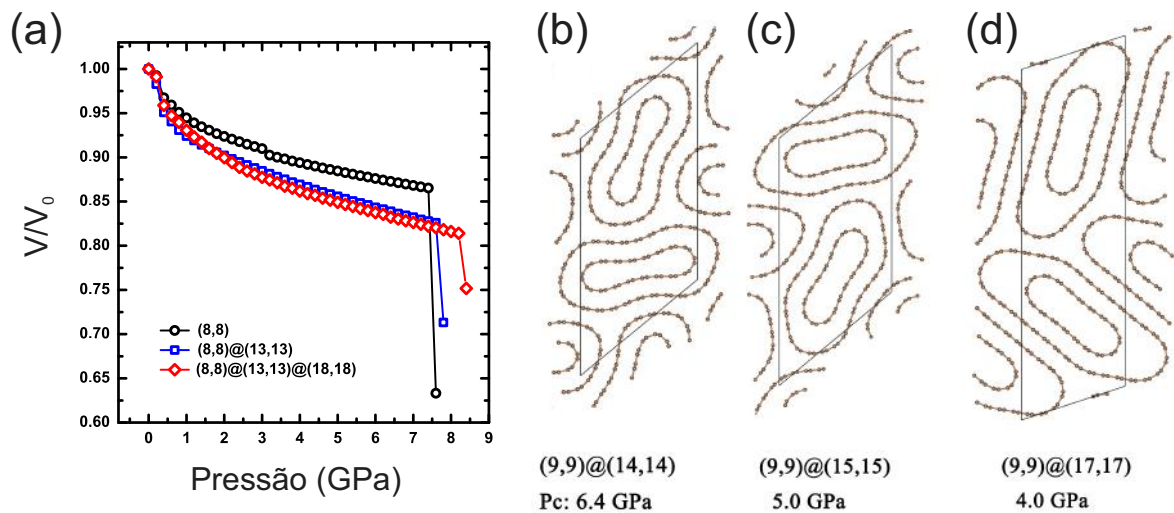 (a)
(b)
(c)
(d)
V/V0
1.00
0.95
0.90
0.85
0.80
0.75
0.70
0.65
0.60
(8,8)
(8,8)@(13,13)
(8,8)@(13,13)@(18,18)
0 1 2 3 4 5 6 7 8 9
Pressão (GPa)
(9,9)@(14,14)
Pc: 6.4 GPa
(9,9)@(15,15)
5.0 GPa
(9,9)@(17,17)
4.0 GPa